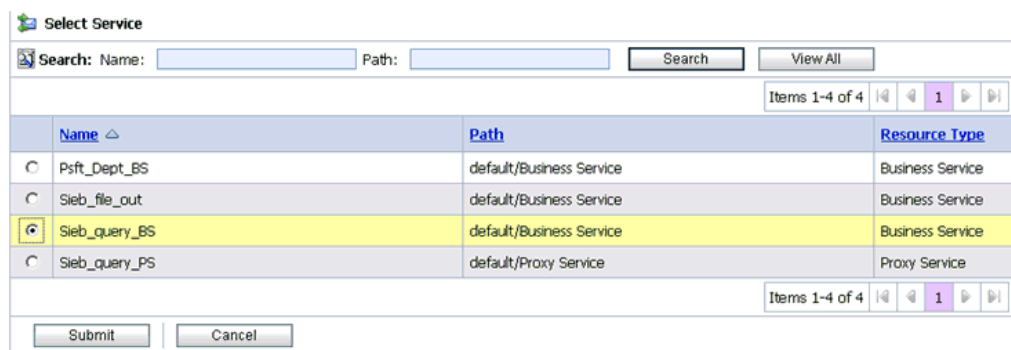 Select Service
Search: Name: Path: Search View All
Items 1-4 of 4 1
Name Path Resource Type
Psft_Dept_BS default/Business Service Business Service
Sieb_file_out default/Business Service Business Service
Sieb_query_BS default/Business Service Business Service
Sieb_query_PS default/Proxy Service Proxy Service
Items 1-4 of 4 1
Submit Cancel